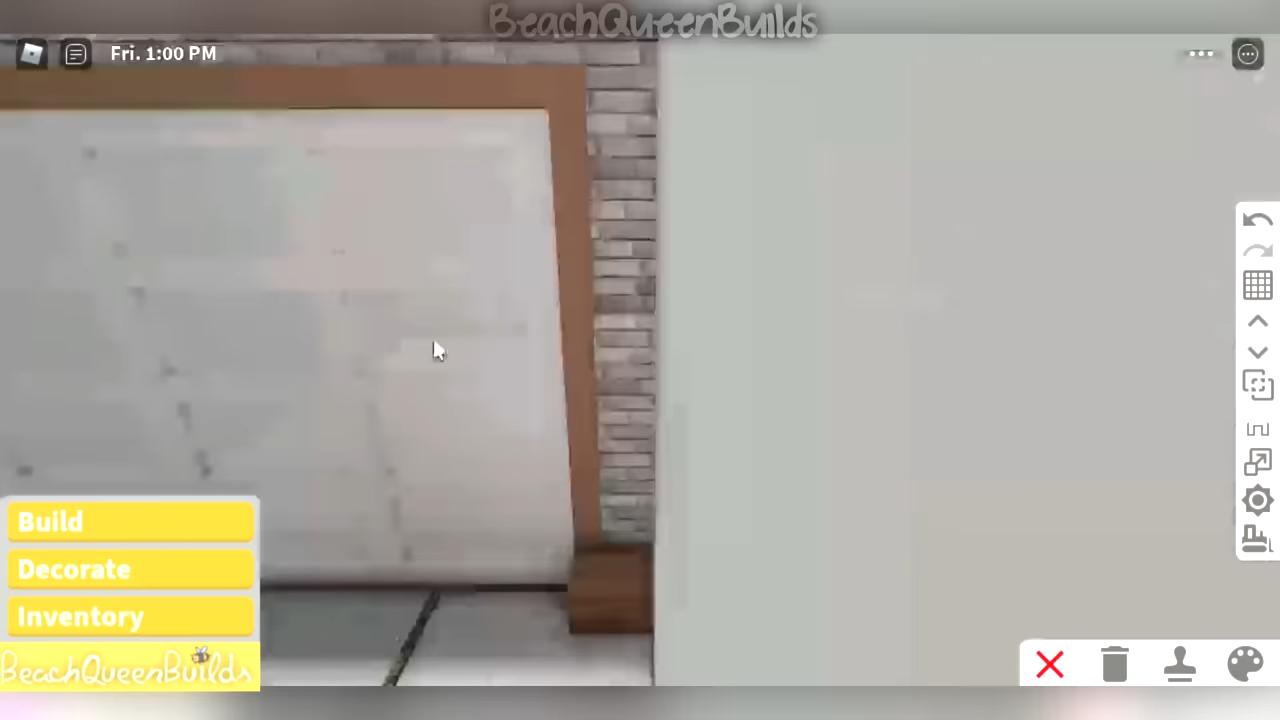 BeachQueenBuilds
Fri. 1:00 PM
Build
Decorate
Inventory
BeachQueenBuilds